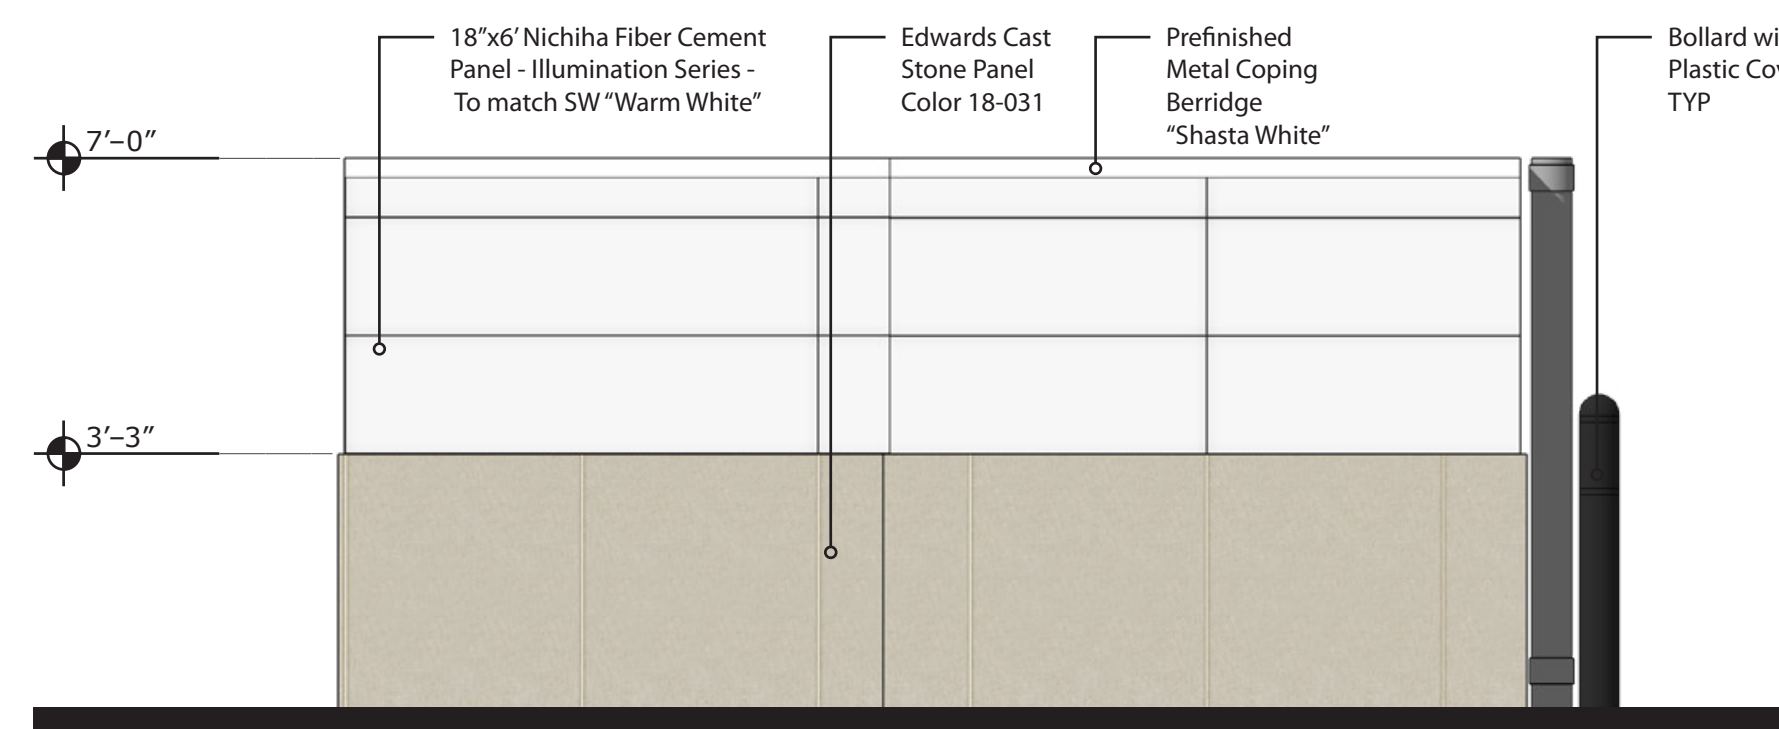 18”x6’ Nichiha Fiber Cement
Panel - Illumination Series -
To match SW “Warm White”
Edwards Cast
Stone Panel
Color 18-031
Prefinished
Metal Coping
Berridge
“Shasta White”
Bollard
Plastic
TYP
7’–0”
3’–3”